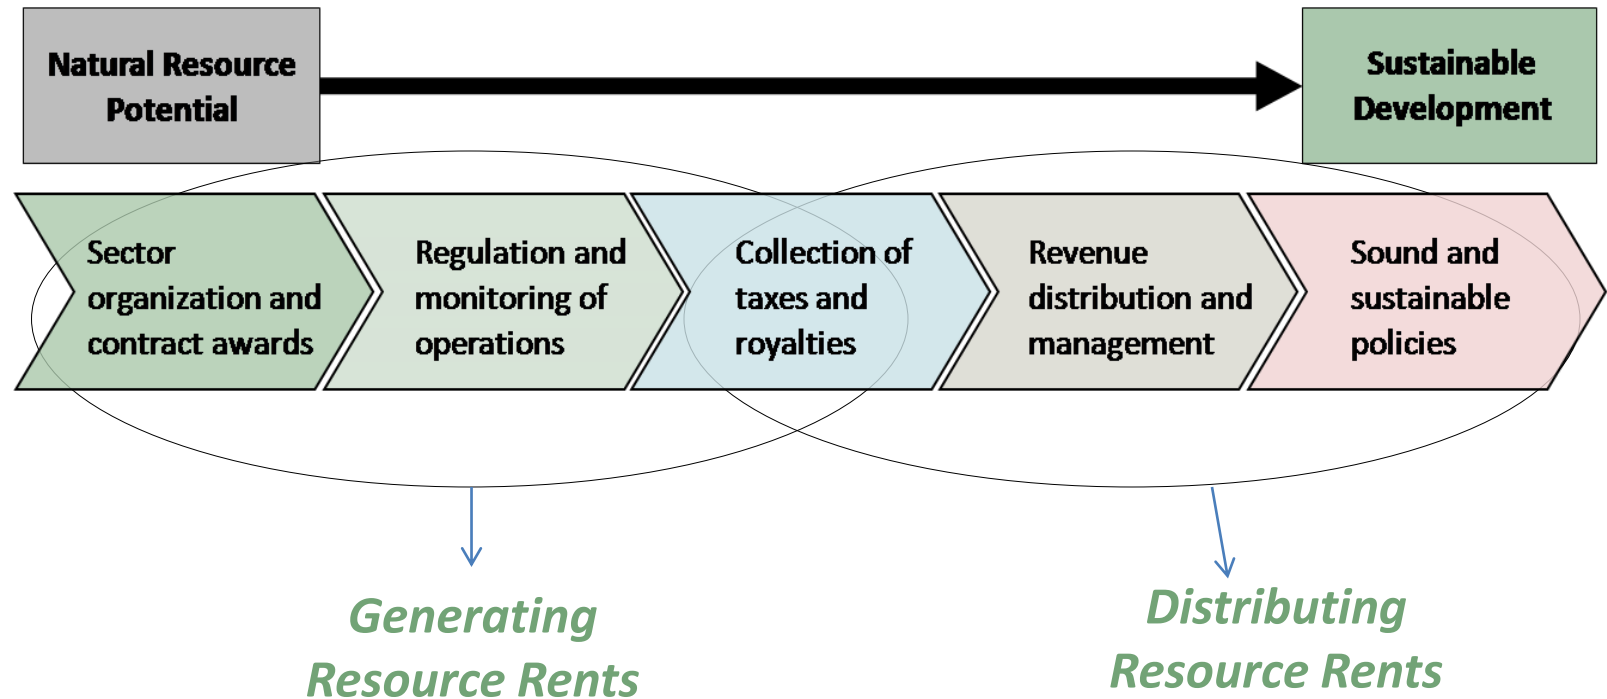 Natural Resource
Potential
Sustainable
Development
Sector
organization and
contract awards
Regulation and
monitoring of
operations
Collection of
taxes and
royalties
Revenue
distribution and
management
Sound and
sustainable
policies
Generating
Resource Rents
Distributing
Resource Rents